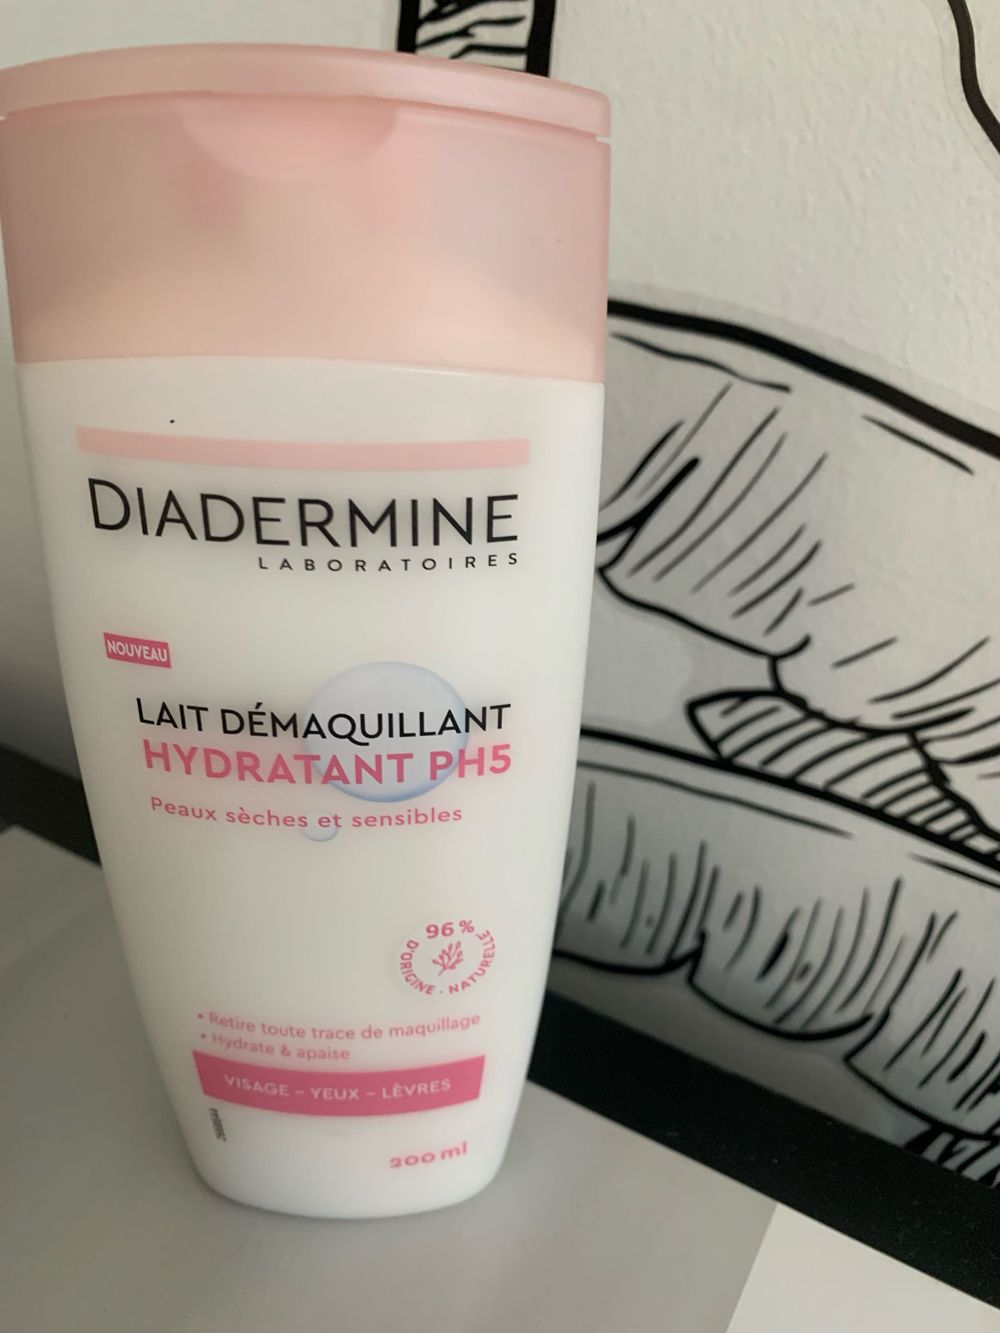 DIADERMINE
LABORATOIRES
NOUVEAU
LAIT DÉMAQUILLANT
HYDRATANT PH5
Peaux sèches et sensibles
96 %
D'ORIGINE . NATURELLE
• Retire toute trace de maquillage
• Hydrate & apaise
VISAGE – YEUX – LÈVRES
200 ml